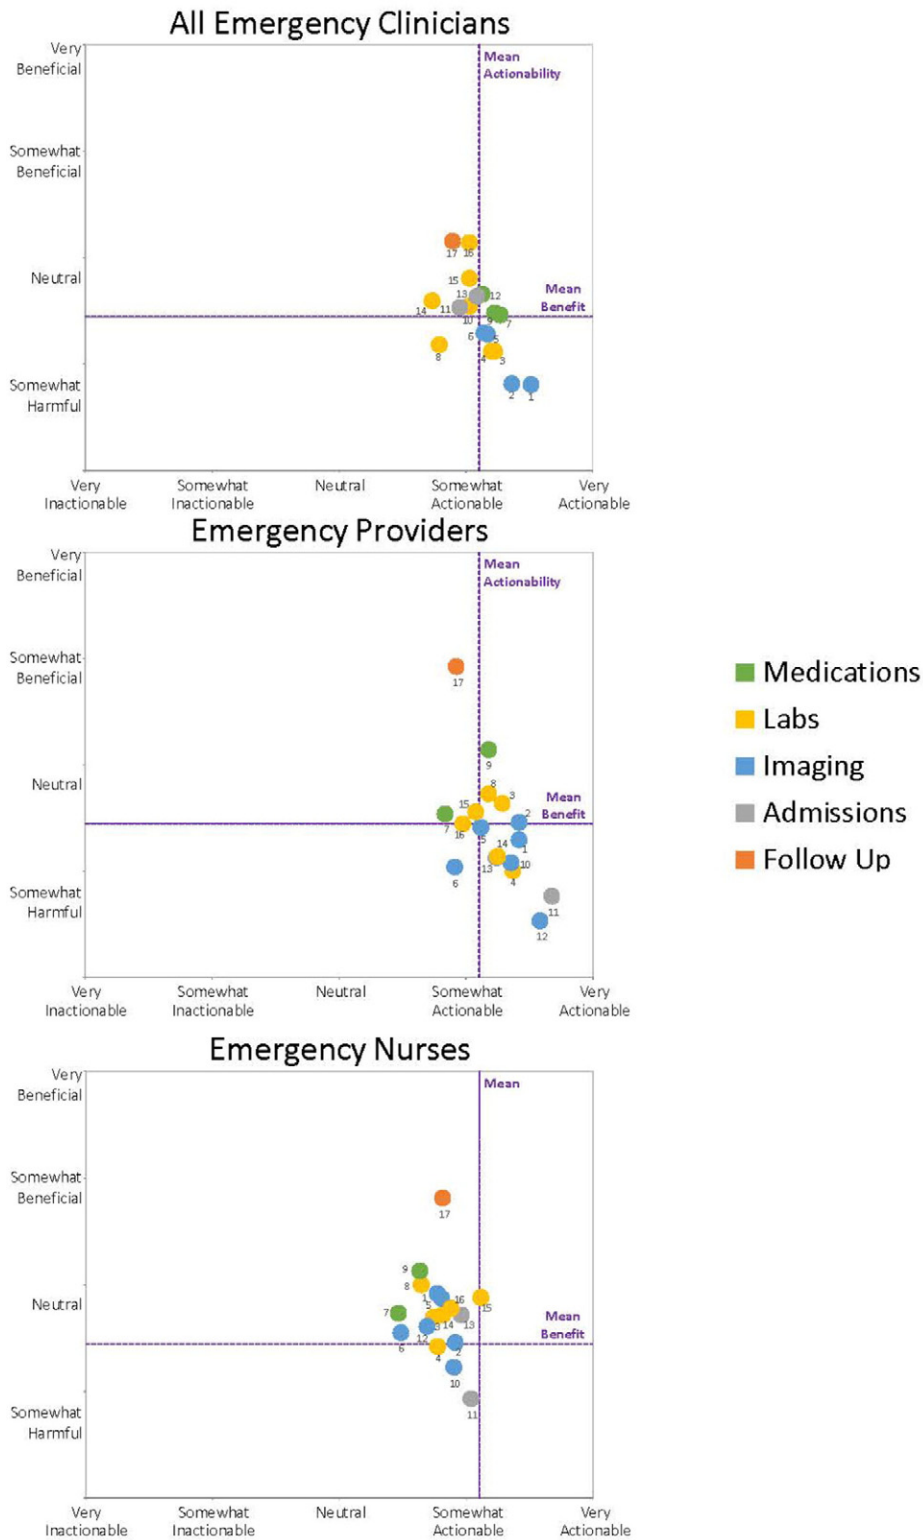 All Emergency Clinicians
Very
Beneficial
Mean
Actionability
Somewhat
Beneficial
17
16
Neutral
15
13
12
Mean
Benefit
14
11
10
9
7
6
5
8
4
3
Somewhat
Harmful
2
1
Very
Inactionable
Somewhat
Inactionable
Neutral
Somewhat
Actionable
Very
Actionable
Emergency Providers
Very
Beneficial
Mean
Actionability
Somewhat
Beneficial
17
9
Neutral
8
3
Mean
Benefit
15
2
7
16
5
14
1
13
10
6
4
Somewhat
Harmful
11
12
Very
Inactionable
Somewhat
Inactionable
Neutral
Somewhat
Actionable
Very
Actionable
Medications
Labs
Imaging
Admissions
Follow Up
Emergency Nurses
Very
Beneficial
Mean
Somewhat
Beneficial
17
9
8
Neutral
1
16
15
5
7
3
14
13
Mean
Benefit
12
6
2
4
10
Somewhat
Harmful
11
Very
Inactionable
Somewhat
Inactionable
Neutral
Somewhat
Actionable
Very
Actionable